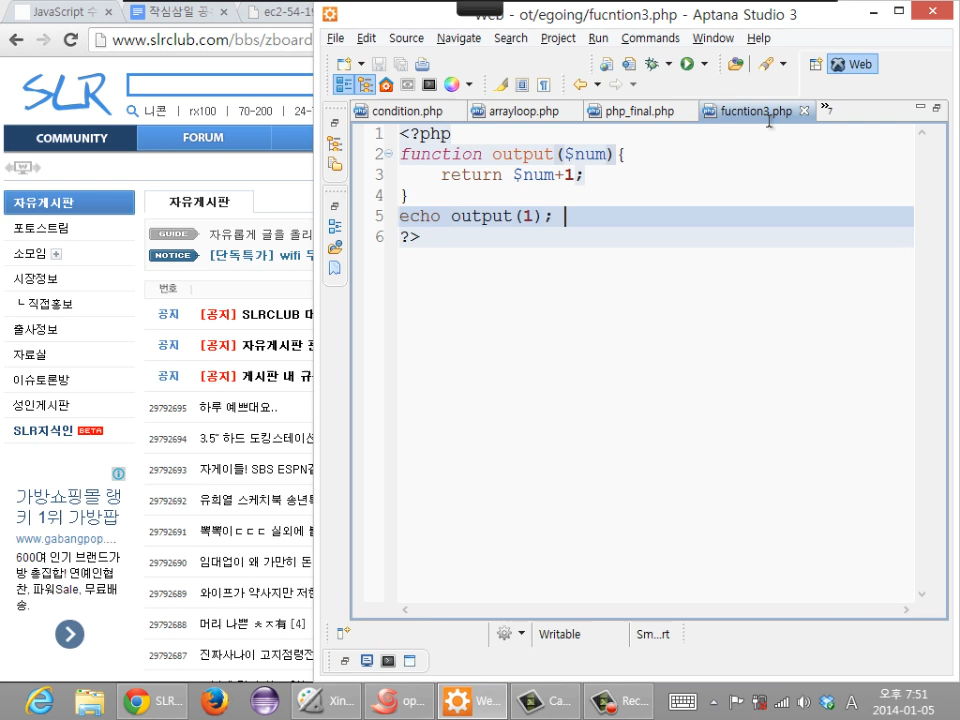 JavaScript 수
작심삼일 공
ec2-54-19
www.slrclub.com/bbs/zboard
SLR
니콘 | rx100 | 70-200 | 24-
COMMUNITY
FORUM
자유게시판
포토스트림
소모임
시장정보
직접홍보
출사정보
자료실
이슈토론방
성인게시판
SLR지식인 BETA
자유게시판
GUIDE 자유롭게 글을 올리
NOTICE [단독특가] wifi 무
번호
공지 [공지] SLRCLUB 대
공지 [공지] 자유게시판
공지 [공지] 게시판 내 규
29792695 하루 예쁘대요..
29792694 3.5" 하드 도킹스테이션
29792693 자게이들! SBS ESPN
29792692 유희열 스케치북 송년
29792691 뽁뽁이ㄷㄷㄷ 실외에
29792690 임대업이 왜 가만히 돈
29792689 와이프가 약사지만 저
29792688 머리 나쁜 ㅊㅈ有 [4]
29792687 진짜사나이 고지점령전
가방쇼핑몰 랭
키 1위 가방팝
www.gabangpop....
600여 인기 브랜드가
방 총집합! 연예인협
찬, 파워Sale, 무료배
송.
Web - ot/egoing/fucntion3.php - Aptana Studio 3
File Edit Source Navigate Search Project Run Commands Window Help
Web
condition.php
arrayloop.php
php_final.php
fucntion3.php
»7
1 <?php
2 function output($num){
3 return $num+1;
4 }
5 echo output(1);
6 ?>
Writable
Sm...rt
SLR...
Xin...
op...
We...
Ca...
Rec...
A
오후 7:51
2014-01-05